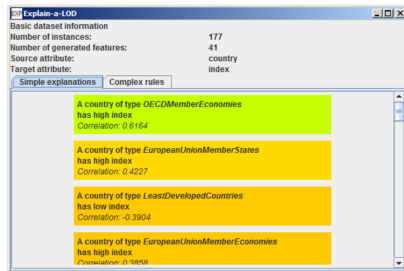 Explain-a-LOD
Basic dataset information
Number of instances: 177
Number of generated features: 41
Source attribute: country
Target attribute: index
Simple explanations Complex rules
A country of type OECDMemberEconomies
has high index
Correlation: 0.6164
A country of type EuropeanUnionMemberStates
has high index
Correlation: 0.4227
A country of type LeastDevelopedCountries
has low index
Correlation: -0.3904
A country of type EuropeanUnionMemberEconomies
has high index
Correlation: 0.3858